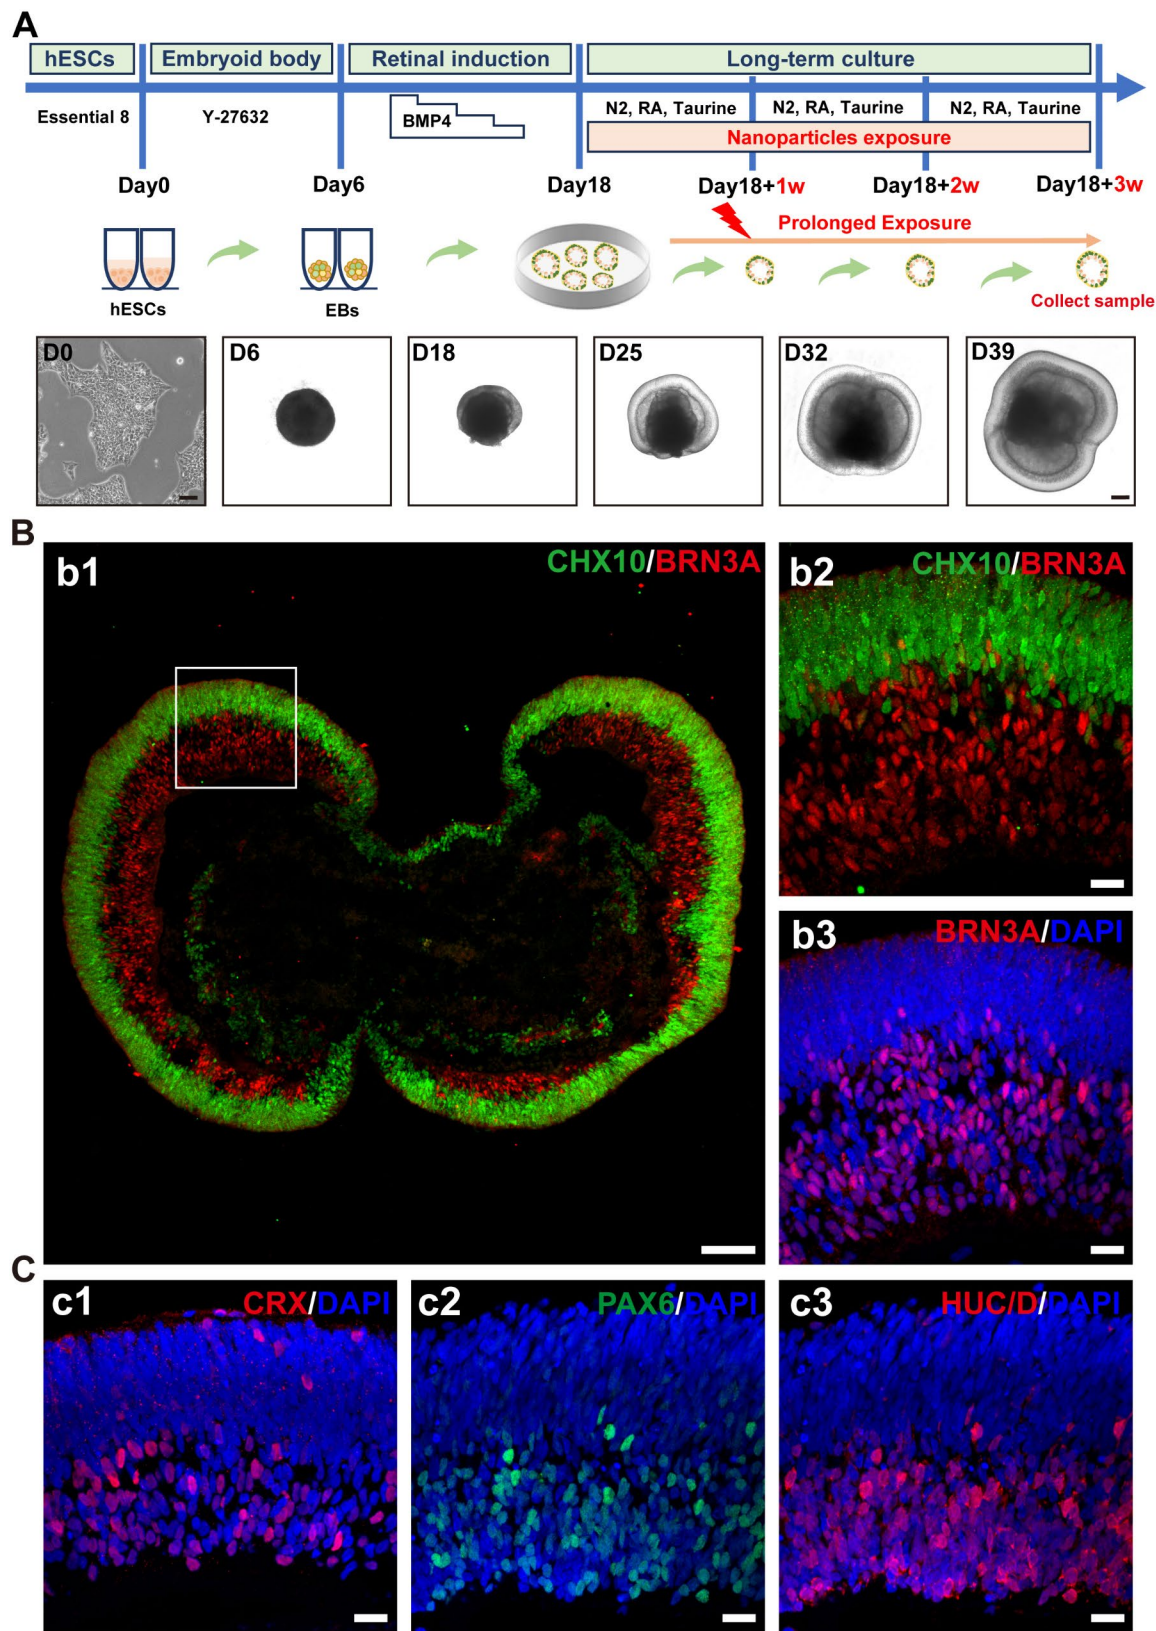 A
hESCs
Embryoid body
Retinal induction
Long-term culture
Essential 8
Y-27632
BMP4
N2, RA, Taurine
N2, RA, Taurine
N2, RA, Taurine
Nanoparticles exposure
Day0
Day6
Day18
Day18+1w
Day18+2w
Day18+3w
Prolonged Exposure
hESCs
EBs
Collect sample
D0
D6
D18
D25
D32
D39
B
b1
CHX10/BRN3A
b2
CHX10/BRN3A
b3
BRN3A/DAPI
C
c1
CRX/DAPI
c2
PAX6/DAPI
c3
HUC/D/DAPI